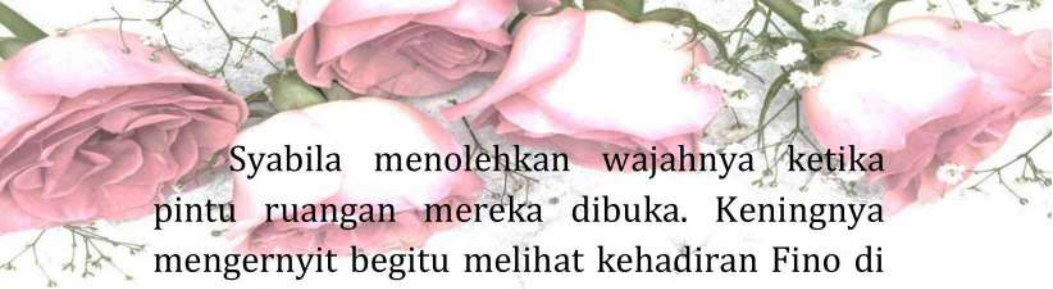 Syabila menolehkan wajahnya ketika
pintu ruangan mereka dibuka. Keningnya
mengernyit begitu melihat kehadiran Fino di